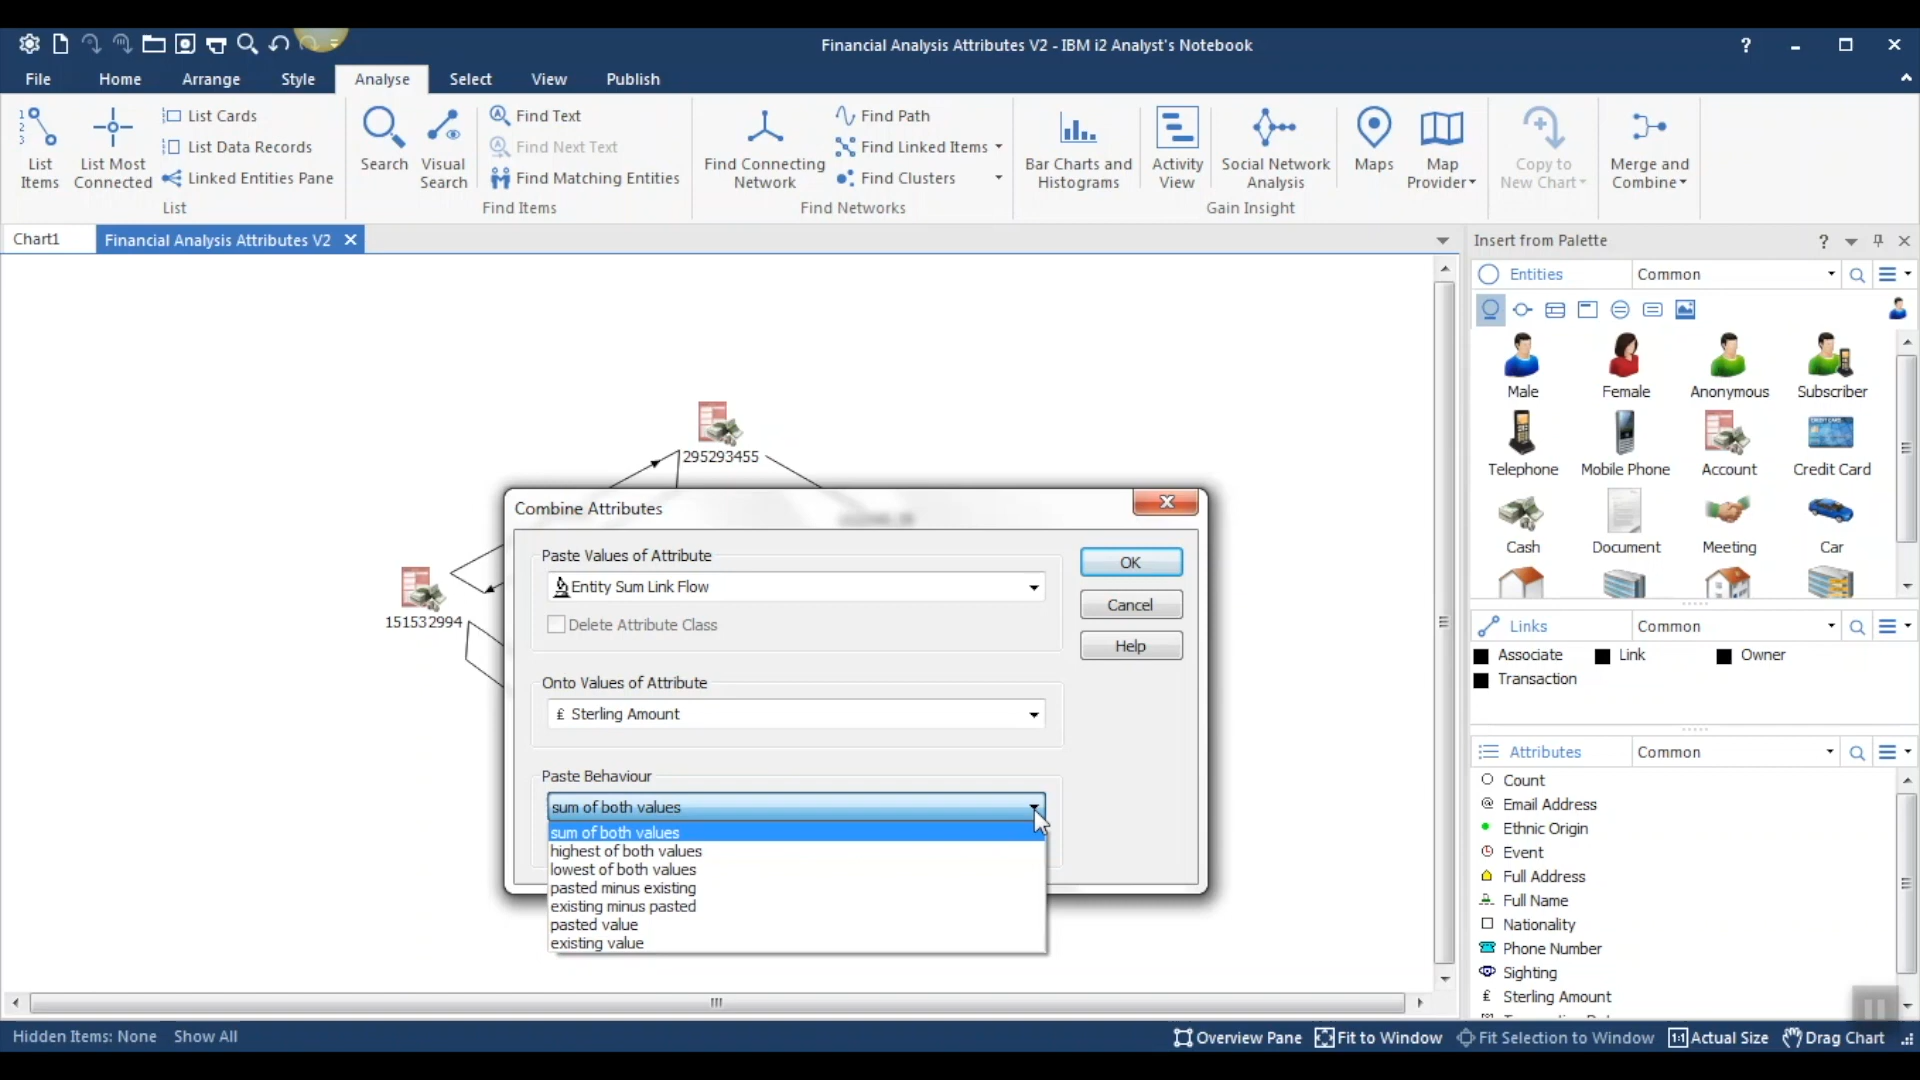 Financial Analysis Attributes V2 - IBM i2 Analyst's Notebook
?
File Home Arrange Style Analyse Select View Publish
List Items
List Most Connected
List Cards
List Data Records
Linked Entities Pane
List
Search
Visual Search
Find Text
Find Next Text
Find Matching Entities
Find Items
Find Connecting Network
Find Path
Find Linked Items
Find Clusters
Find Networks
Bar Charts and Histograms
Activity View
Social Network Analysis
Maps
Map Provider
Gain Insight
Copy to New Chart
Merge and Combine
Chart1
Financial Analysis Attributes V2
295293455
151532994
Combine Attributes
Paste Values of Attribute
Entity Sum Link Flow
Delete Attribute Class
Onto Values of Attribute
£ Sterling Amount
Paste Behaviour
sum of both values
sum of both values
highest of both values
lowest of both values
pasted minus existing
existing minus pasted
pasted value
existing value
OK
Cancel
Help
Insert from Palette
?
Entities Common
Male Female Anonymous Subscriber
Telephone Mobile Phone Account Credit Card
Cash Document Meeting Car
Links Common
Associate Link Owner
Transaction
Attributes Common
Count
Email Address
Ethnic Origin
Event
Full Address
Full Name
Nationality
Phone Number
Sighting
£ Sterling Amount
Hidden Items: None Show All
Overview Pane Fit to Window Fit Selection to Window 1:1 Actual Size Drag Chart